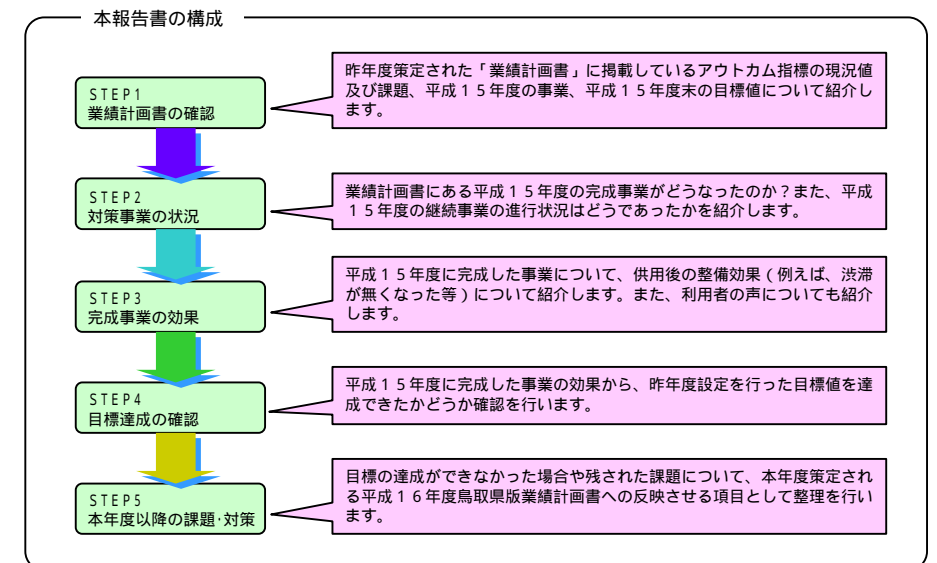 本報告書の構成
STEP1
業績計画書の確認
昨年度策定された「業績計画書」に掲載しているアウトカム指標の現況値
及び課題、平成１５年度の事業、平成１５年度末の目標値について紹介し
ます。
STEP2
対策事業の状況
業績計画書にある平成１５年度の完成事業がどうなったのか？また、平成
１５年度の継続事業の進行状況はどうであったかを紹介します。
STEP3
完成事業の効果
平成１５年度に完成した事業について、供用後の整備効果（例えば、渋滞
が無くなった等）について紹介します。また、利用者の声についても紹介
します。
STEP4
目標達成の確認
平成１５年度に完成した事業の効果から、昨年度設定を行った目標値を達
成できたかどうか確認を行います。
STEP5
本年度以降の課題･対策
目標の達成ができなかった場合や残された課題について、本年度策定され
る平成１６年度鳥取県版業績計画書への反映させる項目として整理を行い
ます。